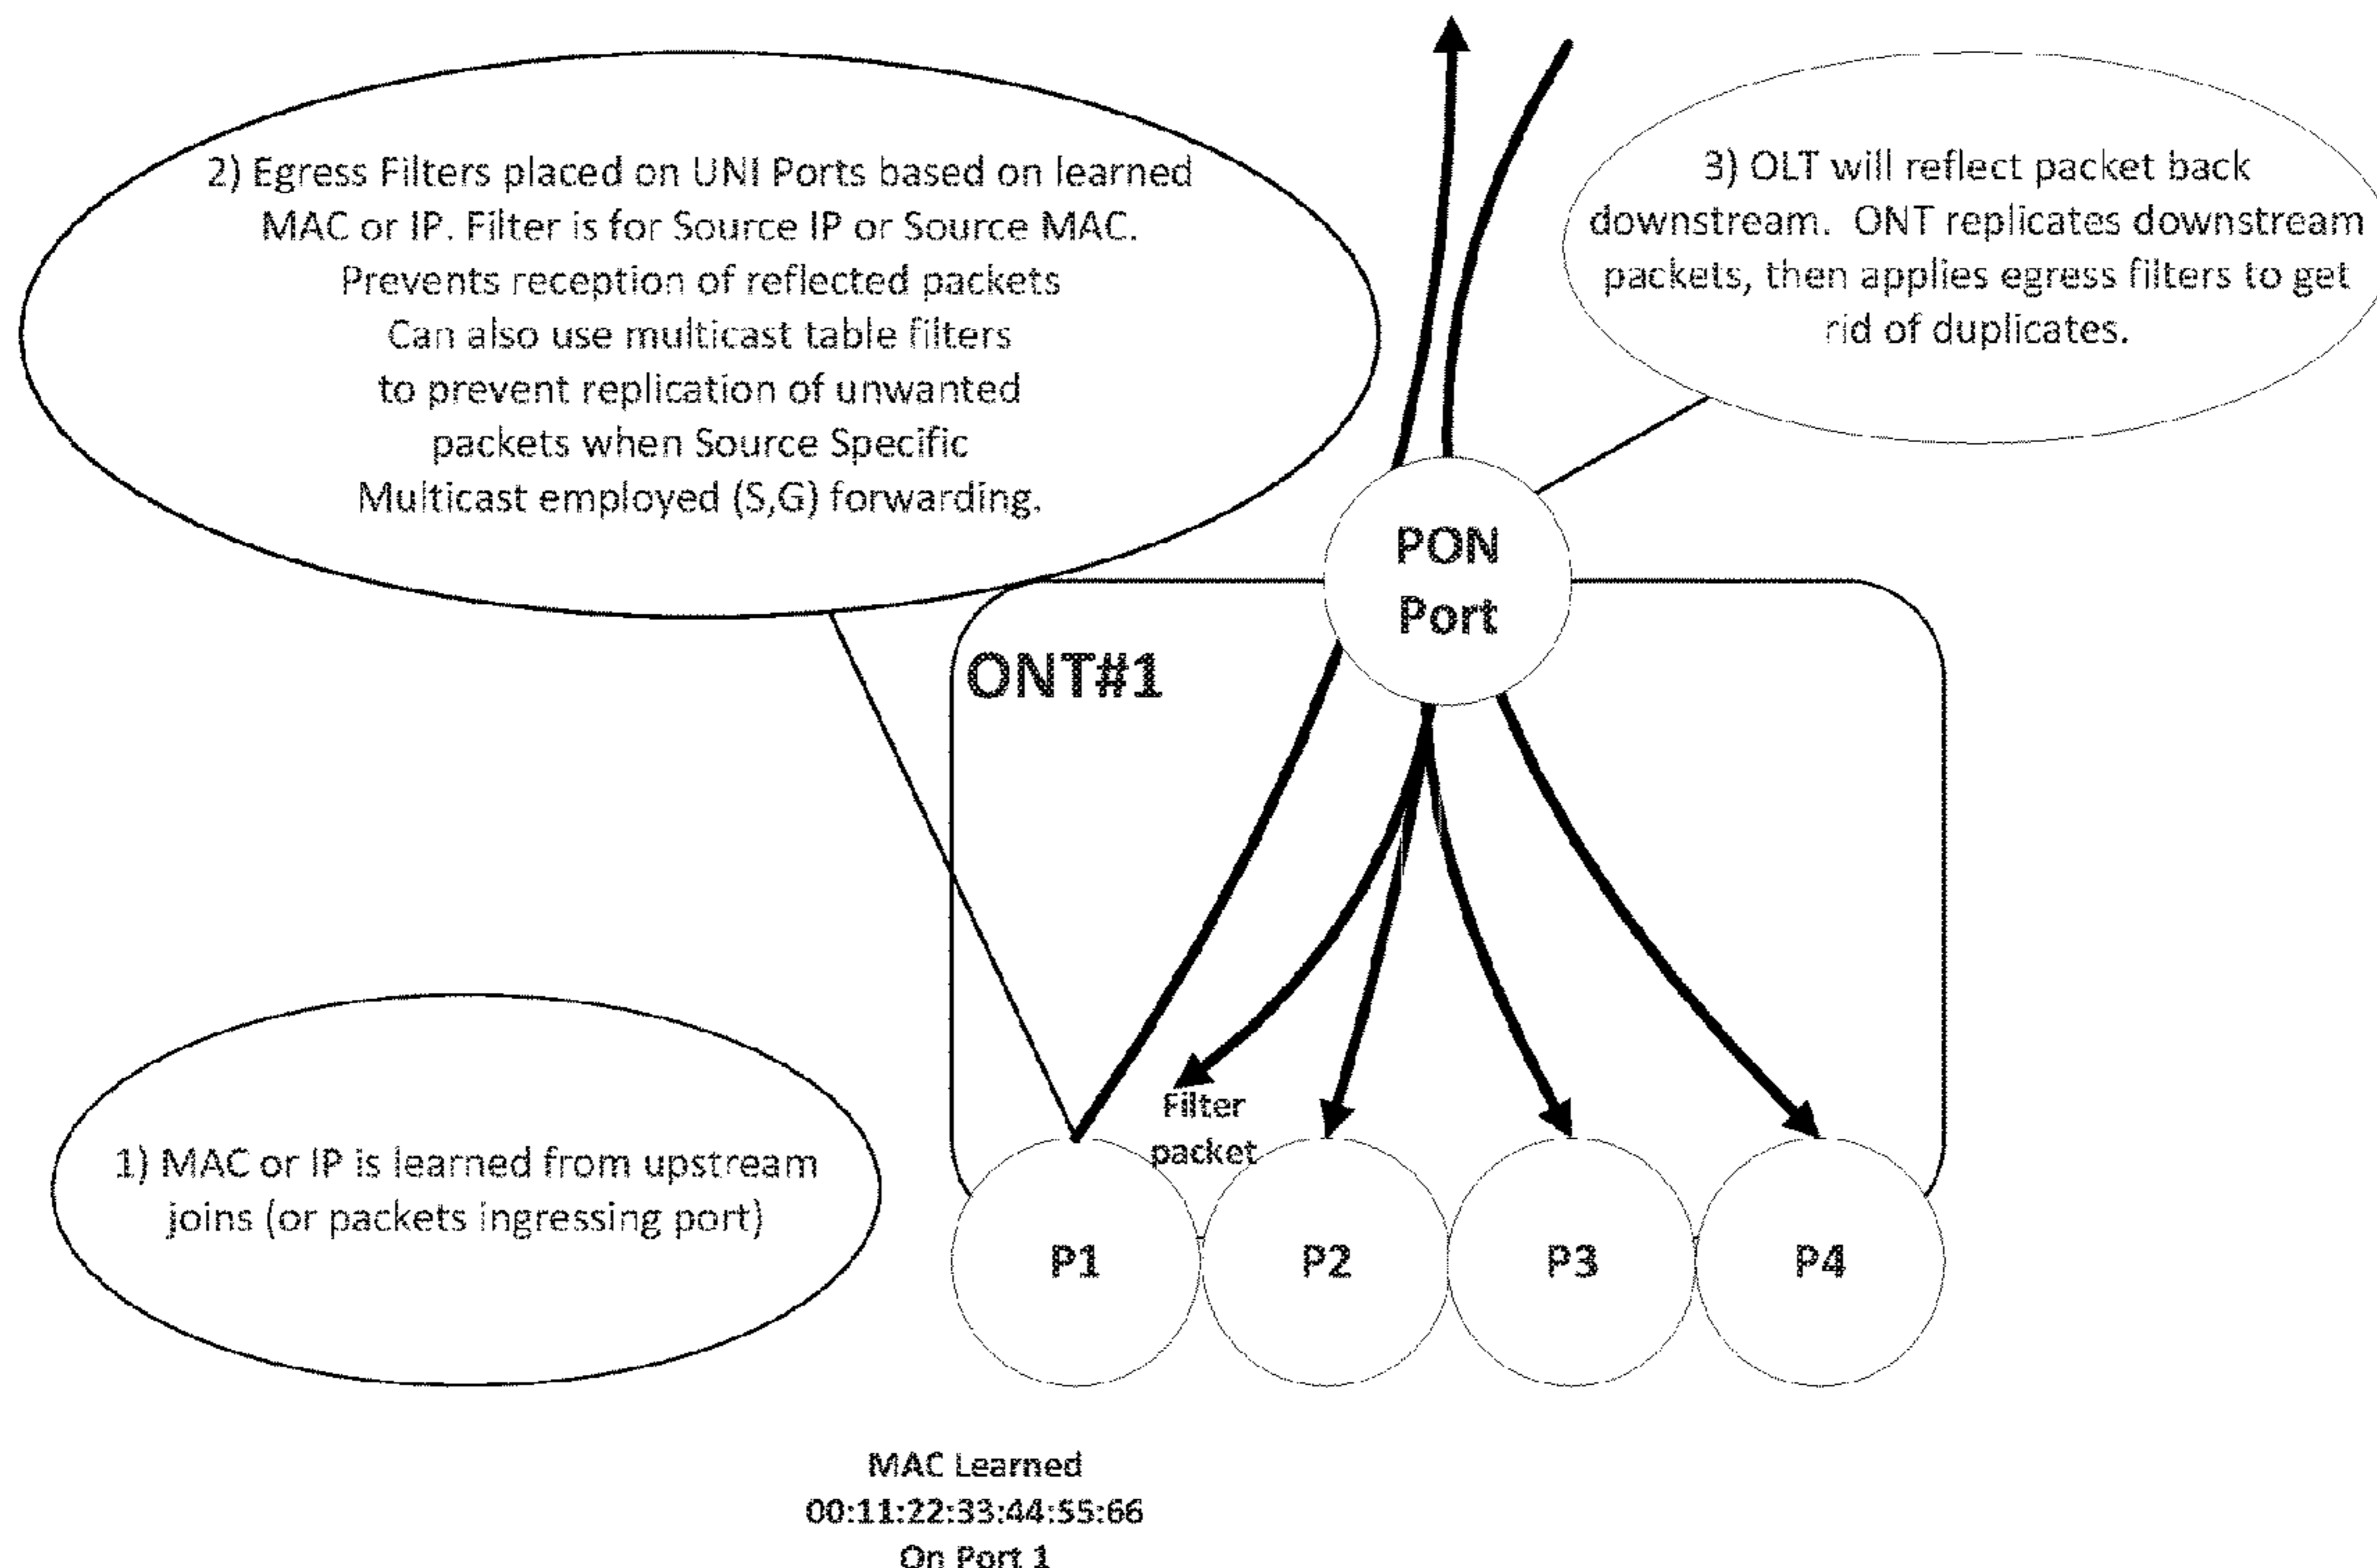 2) Egress Filters placed on UNI Ports based on learned
MAC or IP. Filter is for Source IP or Source MAC.
Prevents reception of reflected packets
Can also use multicast table filters
to prevent replication of unwanted
packets when Source Specific
Multicast employed (S,G) forwarding.
3) OLT will reflect packet back
downstream. ONT replicates downstream
packets, then applies egress filters to get
rid of duplicates.
PON
Port
ONT#1
Filter
packet
1) MAC or IP is learned from upstream
joins (or packets ingressing port)
P1
P2
P3
P4
MAC Learned
00:11:22:33:44:55:66
On Port 1